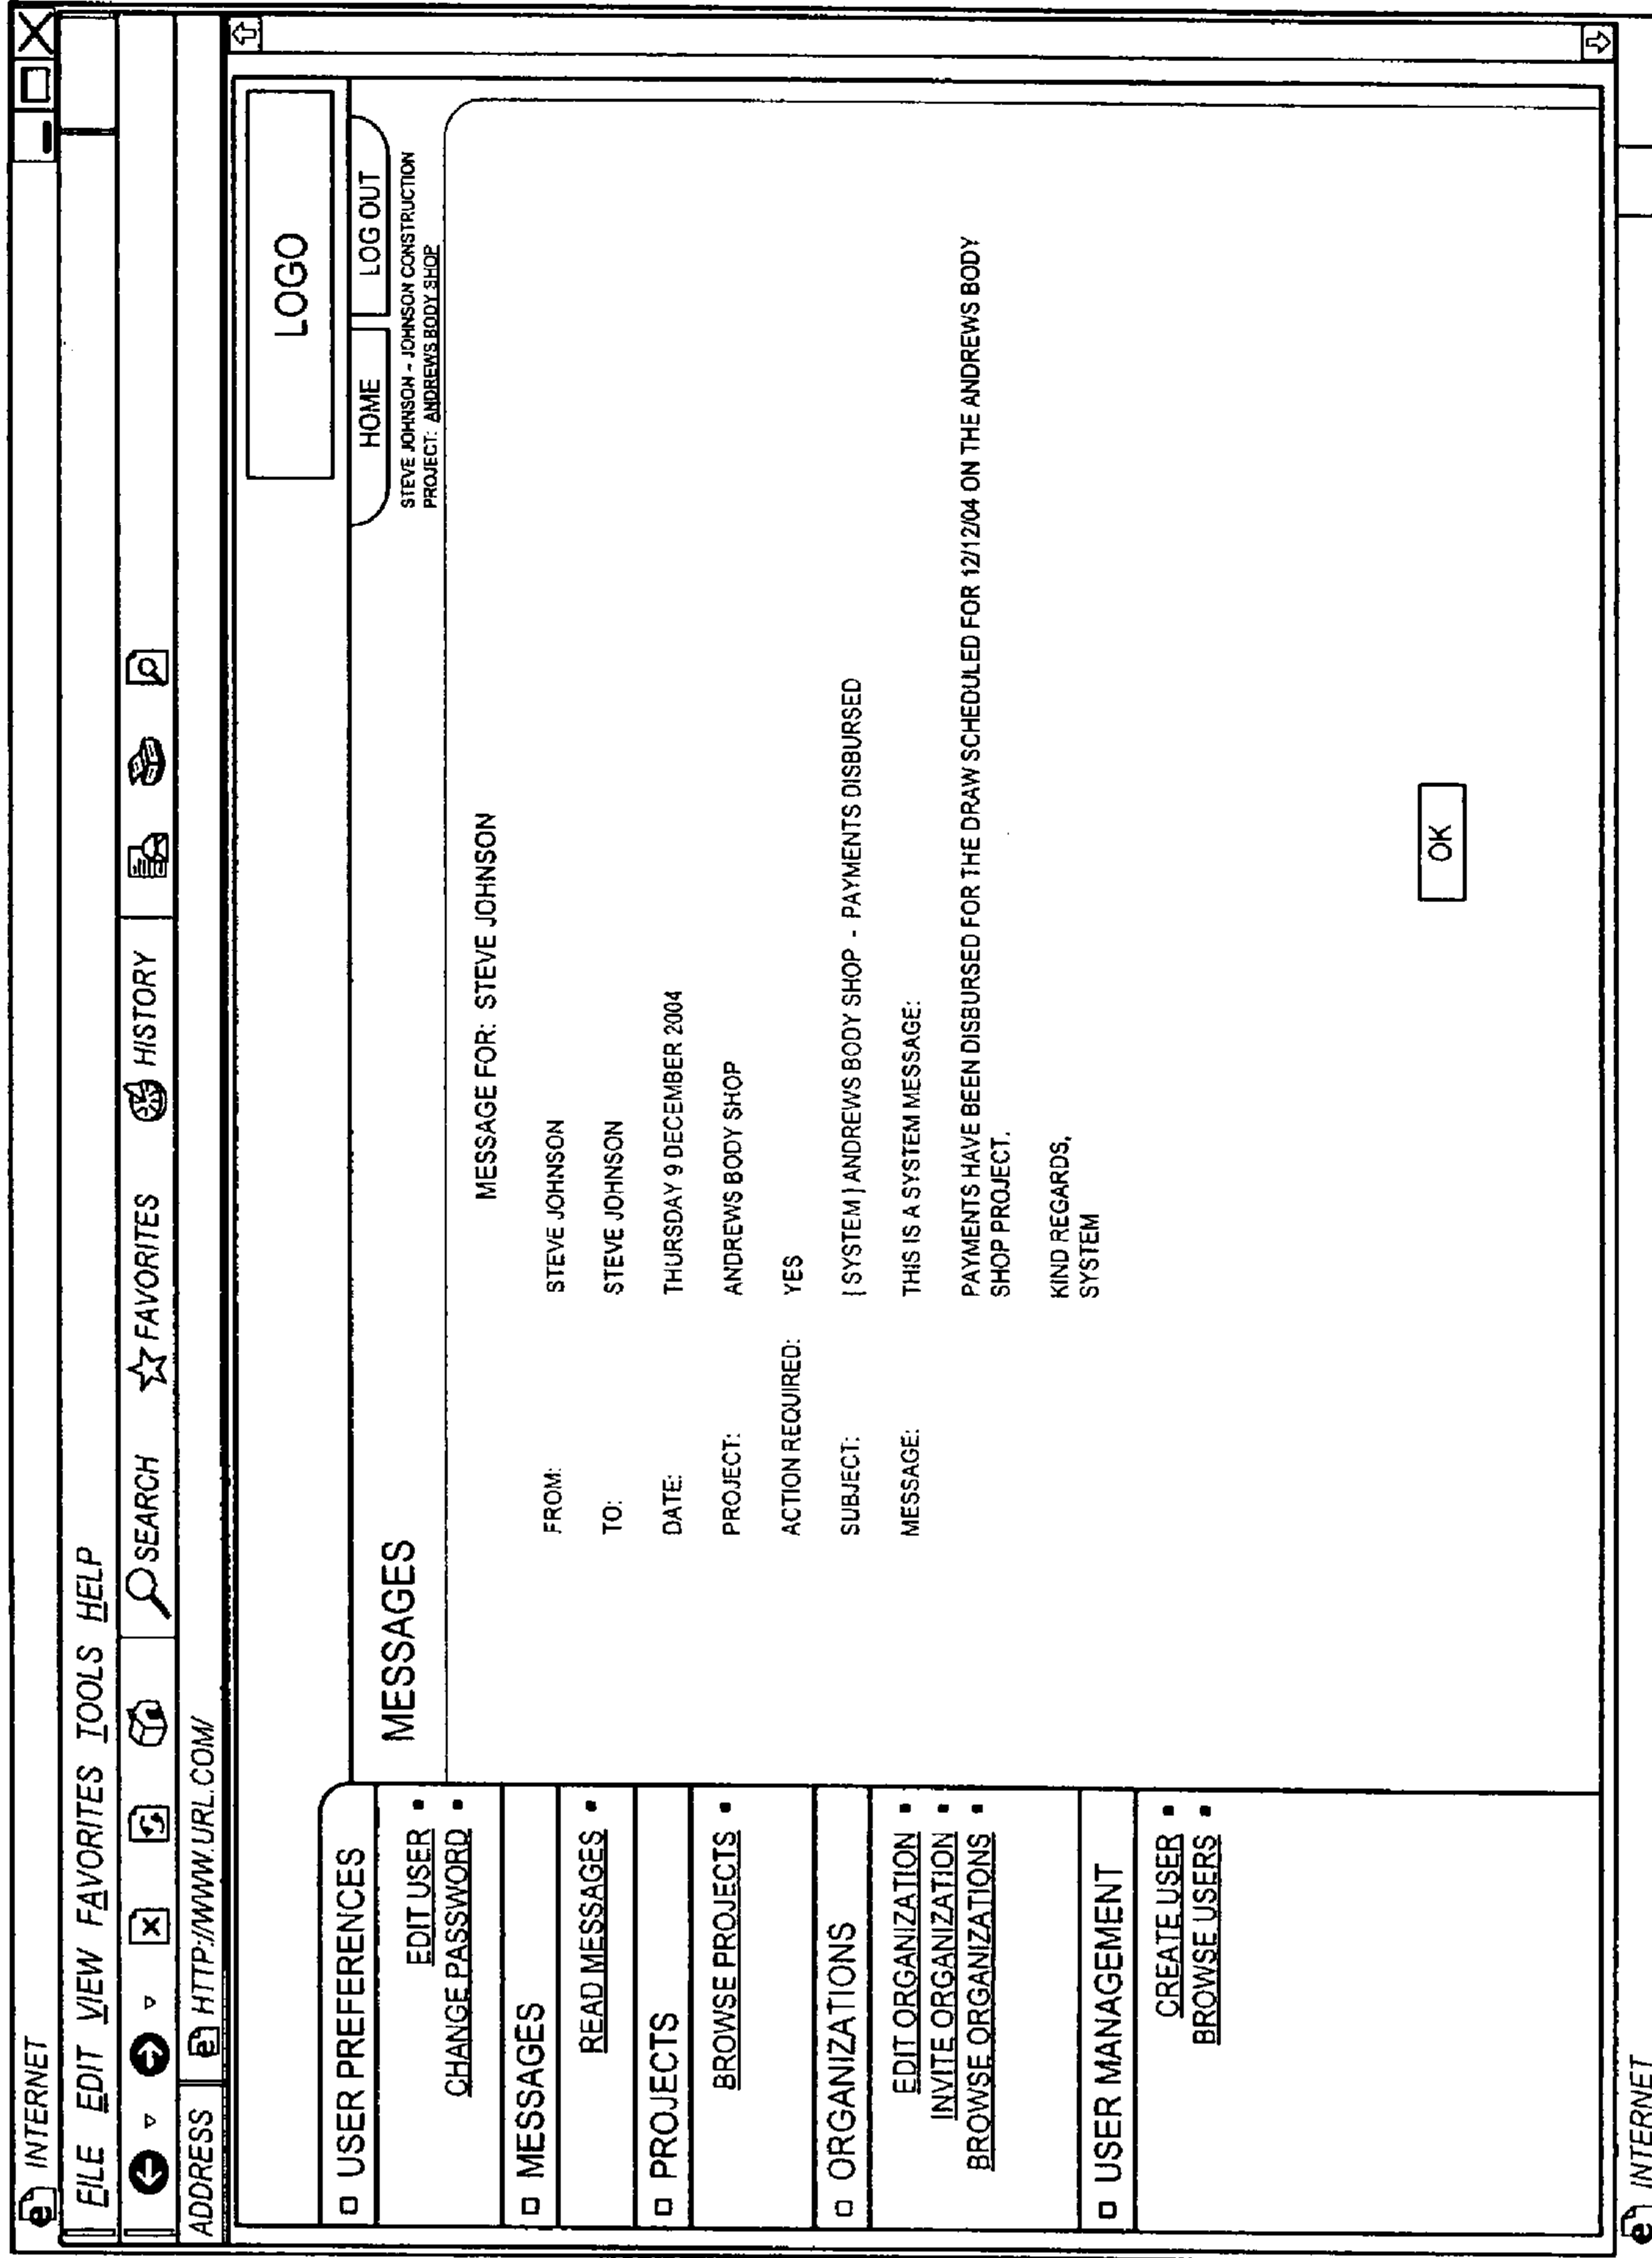 INTERNET
FILE EDIT VIEW FAVORITES TOOLS HELP
SEARCH FAVORITES HISTORY
ADDRESS HTTP://WWW.URL.COM/
LOGO
HOME LOG OUT
STEVE JOHNSON - JOHNSON CONSTRUCTION
PROJECT: ANDREWS BODY SHOP
USER PREFERENCES
EDIT USER
CHANGE PASSWORD
MESSAGES
READ MESSAGES
PROJECTS
BROWSE PROJECTS
ORGANIZATIONS
EDIT ORGANIZATION
INVITE ORGANIZATION
BROWSE ORGANIZATIONS
USER MANAGEMENT
CREATE USER
BROWSE USERS
MESSAGES
MESSAGE FOR: STEVE JOHNSON
FROM: STEVE JOHNSON
TO: STEVE JOHNSON
DATE: THURSDAY 9 DECEMBER 2004
PROJECT: ANDREWS BODY SHOP
ACTION REQUIRED: YES
SUBJECT: [ SYSTEM ] ANDREWS BODY SHOP - PAYMENTS DISBURSED
MESSAGE: THIS IS A SYSTEM MESSAGE:
PAYMENTS HAVE BEEN DISBURSED FOR THE DRAW SCHEDULED FOR 12/12/04 ON THE ANDREWS BODY
SHOP PROJECT.
KIND REGARDS,
SYSTEM
OK
INTERNET